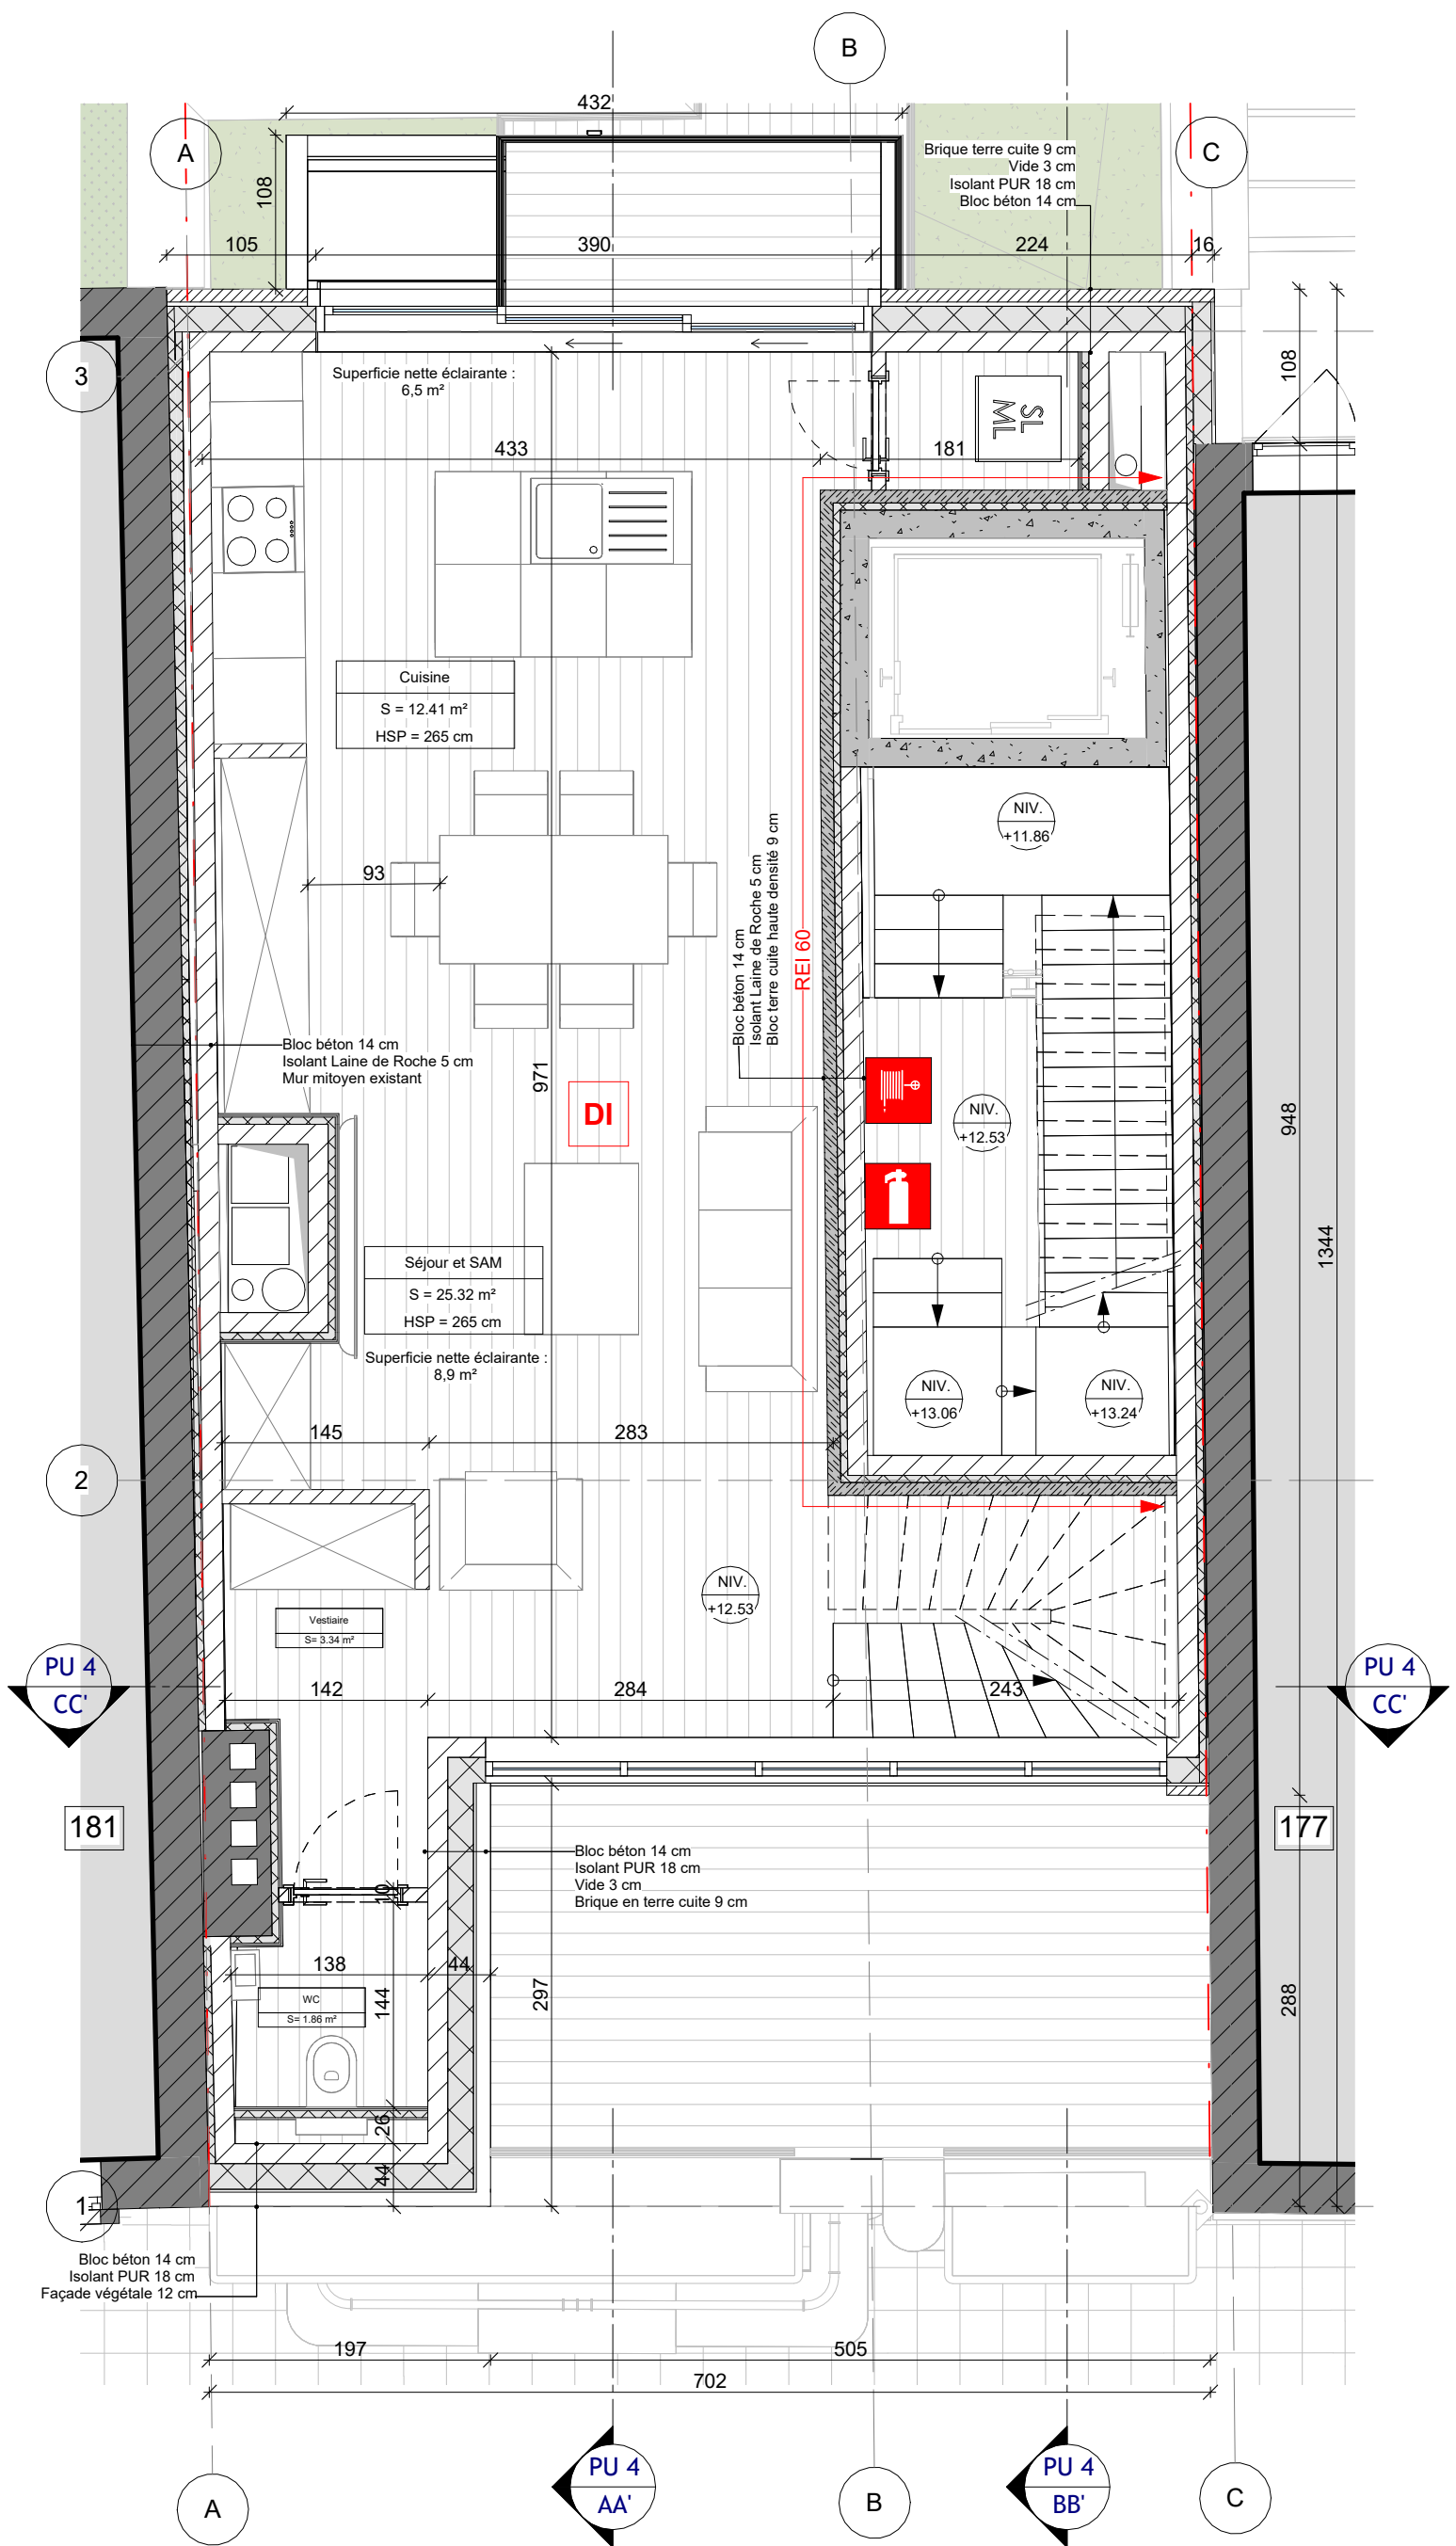 B
432
A
C
Brique terre cuite 9 cm
Vide 3 cm
Isolant PUR 18 cm
Bloc béton 14 cm
108
105
390
224
16
3
Superficie nette éclairante :
6,5 m²
108
SL
ML
433
181
Cuisine
S = 12.41 m²
HSP = 265 cm
NIV.
+11.86
93
Bloc béton 14 cm
Isolant Laine de Roche 5 cm
Bloc terre cuite haute densité 9 cm
REI 60
Bloc béton 14 cm
Isolant Laine de Roche 5 cm
Mur mitoyen existant
971
DI
NIV.
+12.53
948
1344
Séjour et SAM
S = 25.32 m²
HSP = 265 cm
Superficie nette éclairante :
8,9 m²
NIV.
+13.06
NIV.
+13.24
145
283
2
NIV.
+12.53
Vestiaire
S= 3.34 m²
PU 4
CC'
142
284
243
PU 4
CC'
181
177
Bloc béton 14 cm
Isolant PUR 18 cm
Vide 3 cm
Brique en terre cuite 9 cm
10
138
44
WC
S= 1.86 m²
144
297
288
26
44
1
Bloc béton 14 cm
Isolant PUR 18 cm
Façade végétale 12 cm
197
505
702
PU 4
AA'
PU 4
BB'
A
B
C